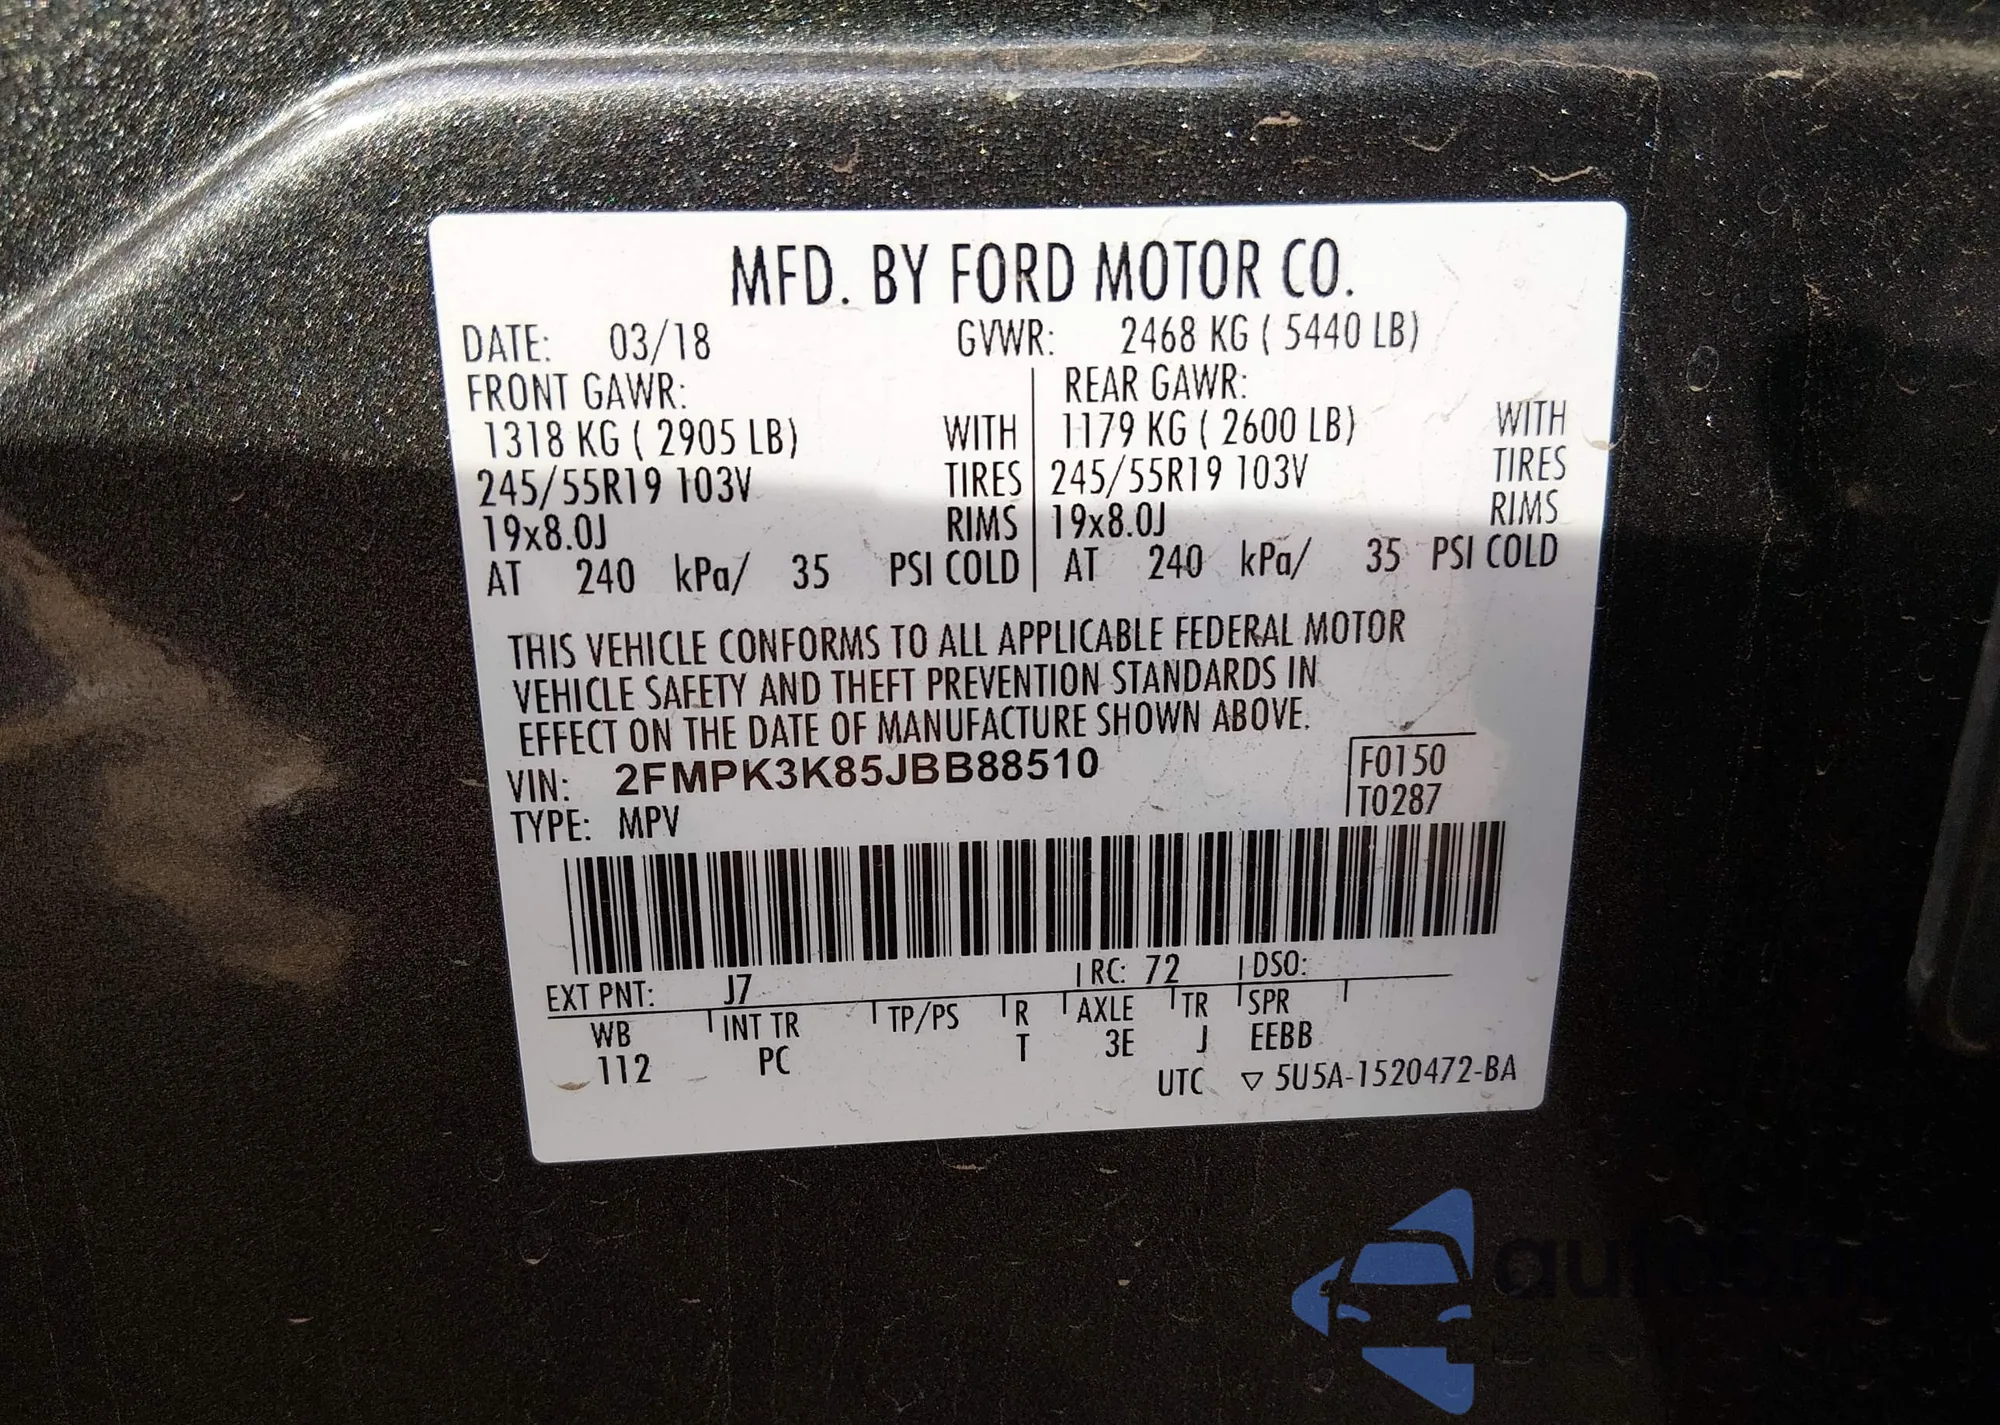 MFD. BY FORD MOTOR CO.
DATE: 03/18 GVWR: 2468 KG ( 5440 LB)
FRONT GAWR: REAR GAWR:
1318 KG ( 2905 LB) WITH 1179 KG ( 2600 LB) WITH
245/55R19 103V TIRES 245/55R19 103V TIRES
19x8.0J RIMS 19x8.0J RIMS
AT 240 kPa/ 35 PSI COLD AT 240 kPa/ 35 PSI COLD
THIS VEHICLE CONFORMS TO ALL APPLICABLE FEDERAL MOTOR
VEHICLE SAFETY AND THEFT PREVENTION STANDARDS IN
EFFECT ON THE DATE OF MANUFACTURE SHOWN ABOVE.
VIN: 2FMPK3K85JBB88510 F0150
TYPE: MPV T0287
EXT PNT: J7 RC: 72 DSO:
WB INT TR TP/PS R AXLE TR SPR
112 PC T 3E J EEBB
UTC ▽ 5U5A-1520472-BA